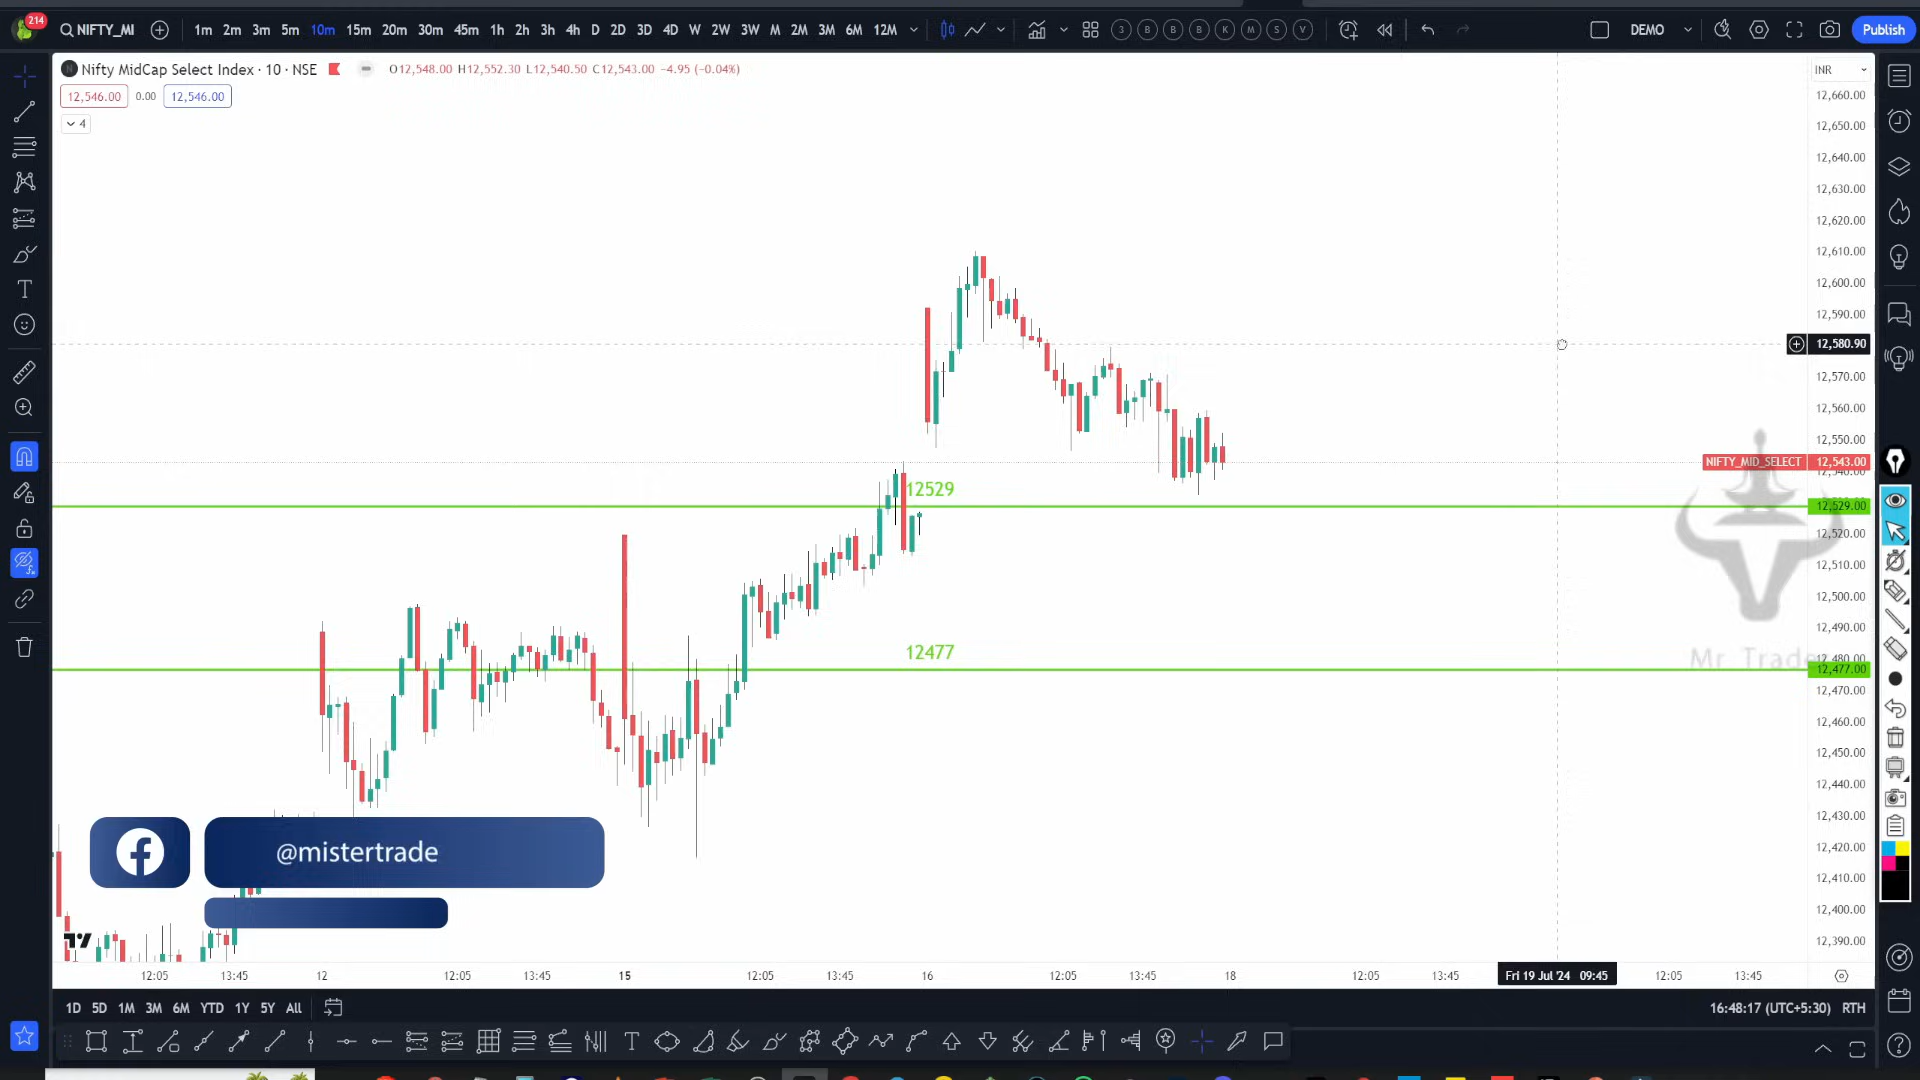 214
NIFTY_MI
1m 2m 3m 5m 10m 15m 20m 30m 45m 1h 2h 3h 4h D 2D 3D 4D W 2W 3W M 2M 3M 6M 12M
3 B B B K M S V
DEMO
Publish
Nifty MidCap Select Index · 10 · NSE
O12,548.00 H12,552.30 L12,540.50 C12,543.00 −4.95 (−0.04%)
INR
12,546.00 0.00 12,546.00
4
12,660.00
12,650.00
12,640.00
12,630.00
12,620.00
12,610.00
12,600.00
12,590.00
12,580.90
12,570.00
12,560.00
12,550.00
NIFTY_MID_SELECT 12,543.00
12,540.00
12529
12,529.00
12,520.00
12,510.00
12,500.00
12,490.00
12477
Mr Trade
12,480.00
12,477.00
12,470.00
12,460.00
12,450.00
12,440.00
12,430.00
12,420.00
12,410.00
12,400.00
12,390.00
@mistertrade
12:05 13:45 12 12:05 13:45 15 12:05 13:45 16 12:05 13:45 18 12:05 13:45 Fri 19 Jul '24 09:45 12:05 13:45
1D 5D 1M 3M 6M YTD 1Y 5Y All
16:48:17 (UTC+5:30) RTH